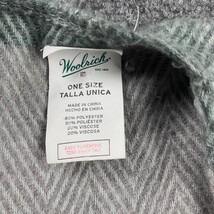 Woolrich
ONE SIZE
TALLA UNICA
MADE IN CHINA
HECHO EN CHINA
80% POLYESTER
80% POLIÉSTER
20% VISCOSE
20% VISCOSA